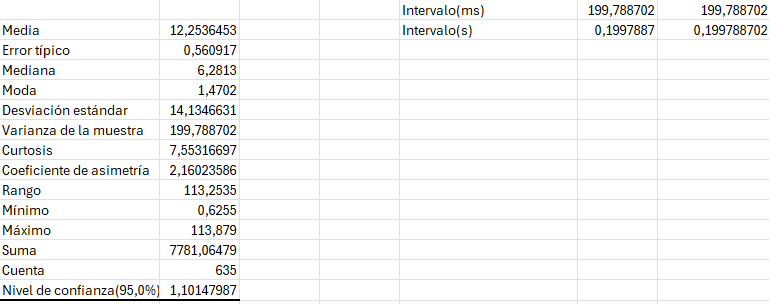 Intervalo(ms) 199,788702 199,788702
Media 12,2536453 Intervalo(s) 0,1997887 0,199788702
Error típico 0,560917
Mediana 6,2813
Moda 1,4702
Desviación estándar 14,1346631
Varianza de la muestra 199,788702
Curtosis 7,55316697
Coeficiente de asimetría 2,16023586
Rango 113,2535
Mínimo 0,6255
Máximo 113,879
Suma 7781,06479
Cuenta 635
Nivel de confianza(95,0%) 1,10147987